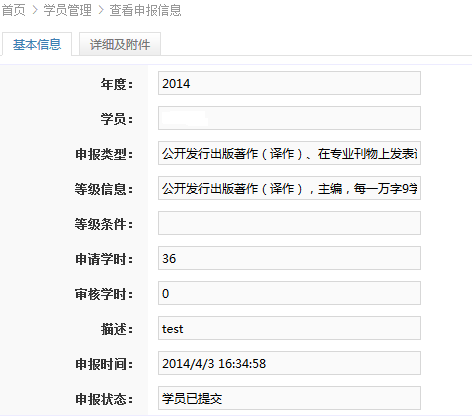 首页 > 学员管理 > 查看申报信息
基本信息 详细及附件
年度： 2014
学员：
申报类型： 公开发行出版著作（译作）、在专业刊物上发表
等级信息： 公开发行出版著作（译作），主编，每一万字9学
等级条件：
申请学时： 36
审核学时： 0
描述： test
申报时间： 2014/4/3 16:34:58
申报状态： 学员已提交